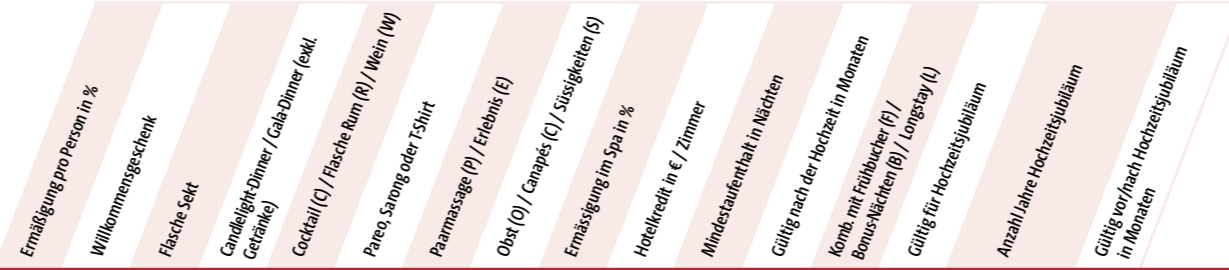 Ermäßigung pro Person in %
Willkommensgeschenk
Flasche Sekt
Candlelight-Dinner / Gala-Dinner (exkl.
Getränke)
Cocktail (C) / Flasche Rum (R) / Wein (W)
Pareo, Sarong oder T-Shirt
Paarmassage (P) / Erlebnis (E)
Obst (O) / Canapés (C) / Süssigkeiten (S)
Ermässigung im Spa in %
Hotelkredit in € / Zimmer
Mindestaufenthalt in Nächten
Gültig nach der Hochzeit in Monaten
Komb. mit Frühbucher (F) /
Bonus-Nächten (B) / Longstay (L)
Gültig für Hochzeitsjubiläum
Anzahl Jahre Hochzeitsjubiläum
Gültig vor/nach Hochzeitsjubiläum
in Monaten